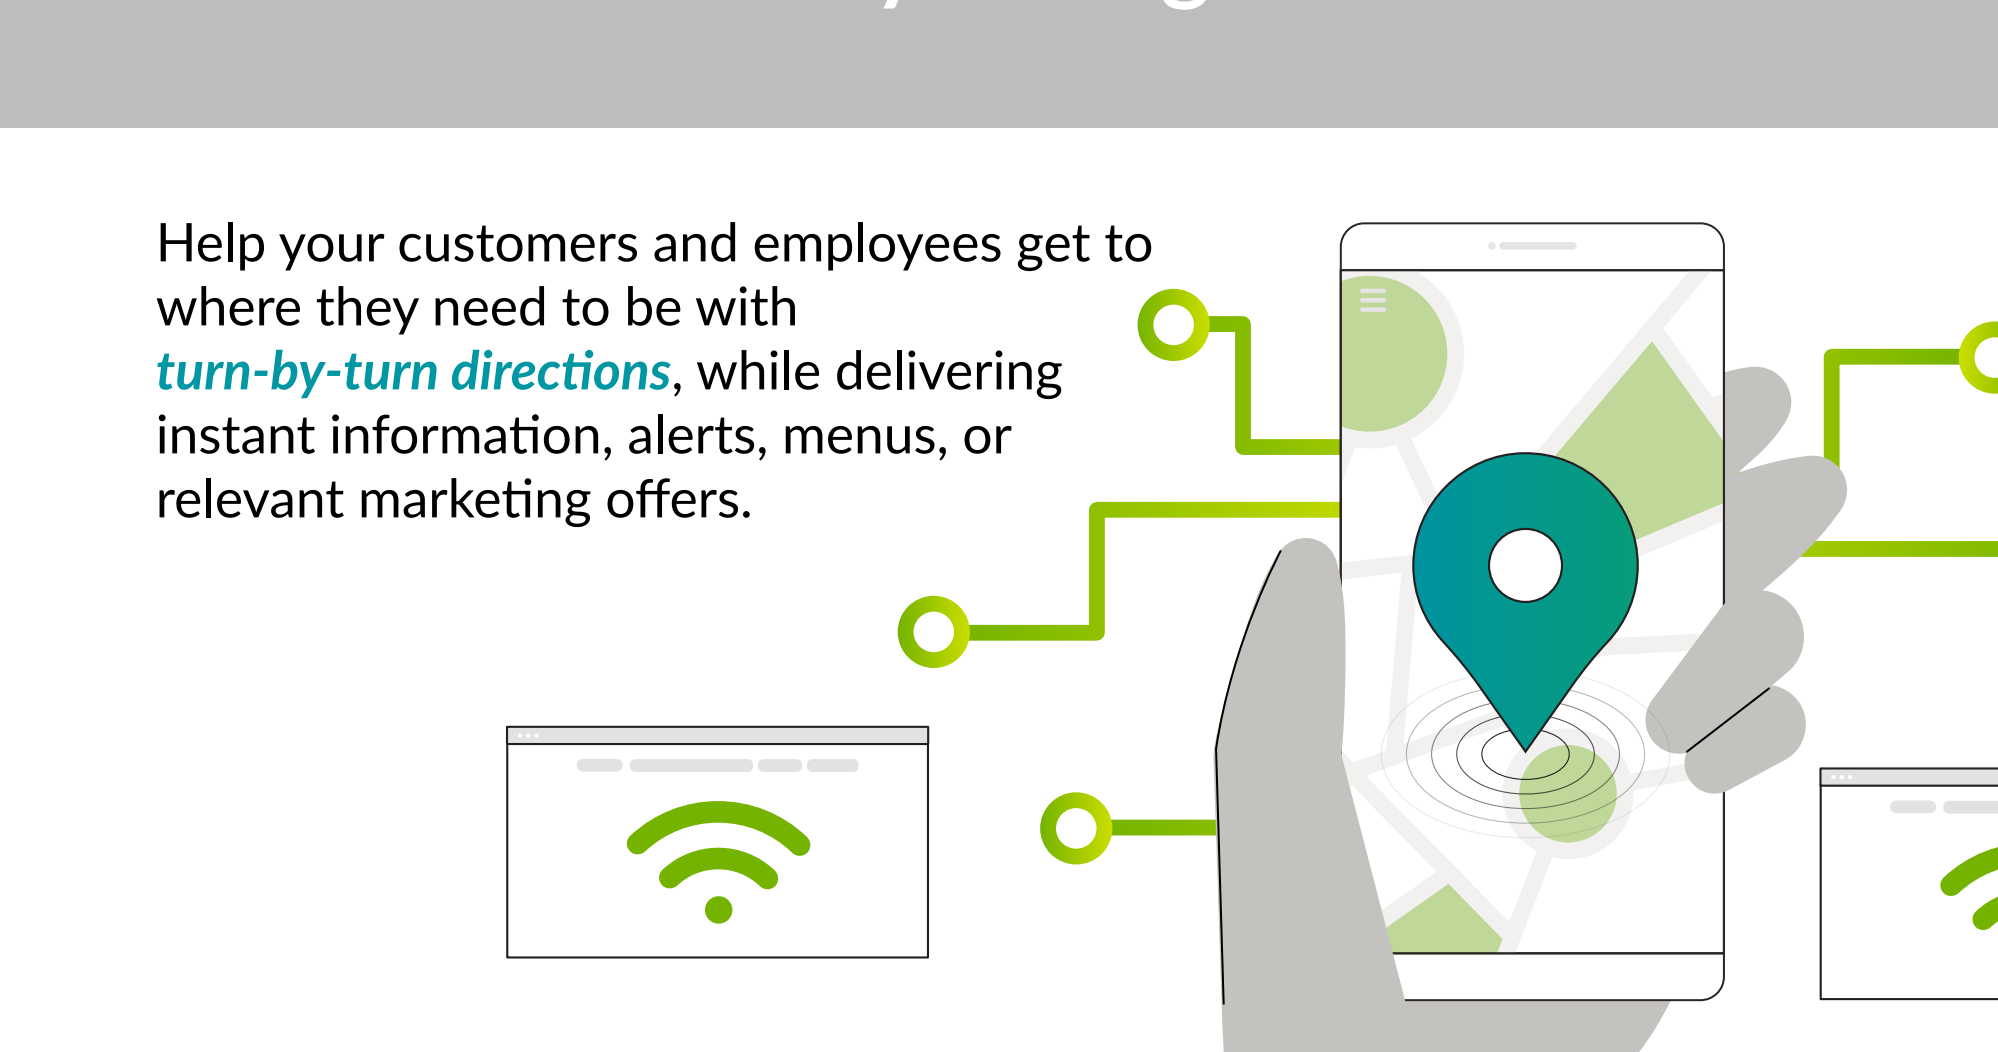 Help your customers and employees get to
where they need to be with
turn-by-turn directions, while delivering
instant information, alerts, menus, or
relevant marketing offers.